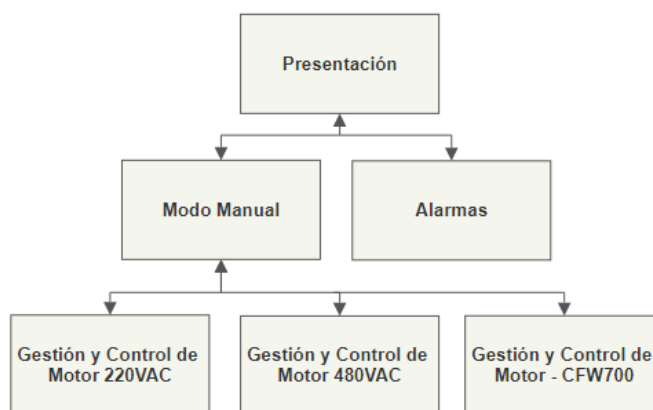 Presentación
Modo Manual
Alarmas
Gestión y Control de
Motor 220VAC
Gestión y Control de
Motor 480VAC
Gestión y Control de
Motor - CFW700